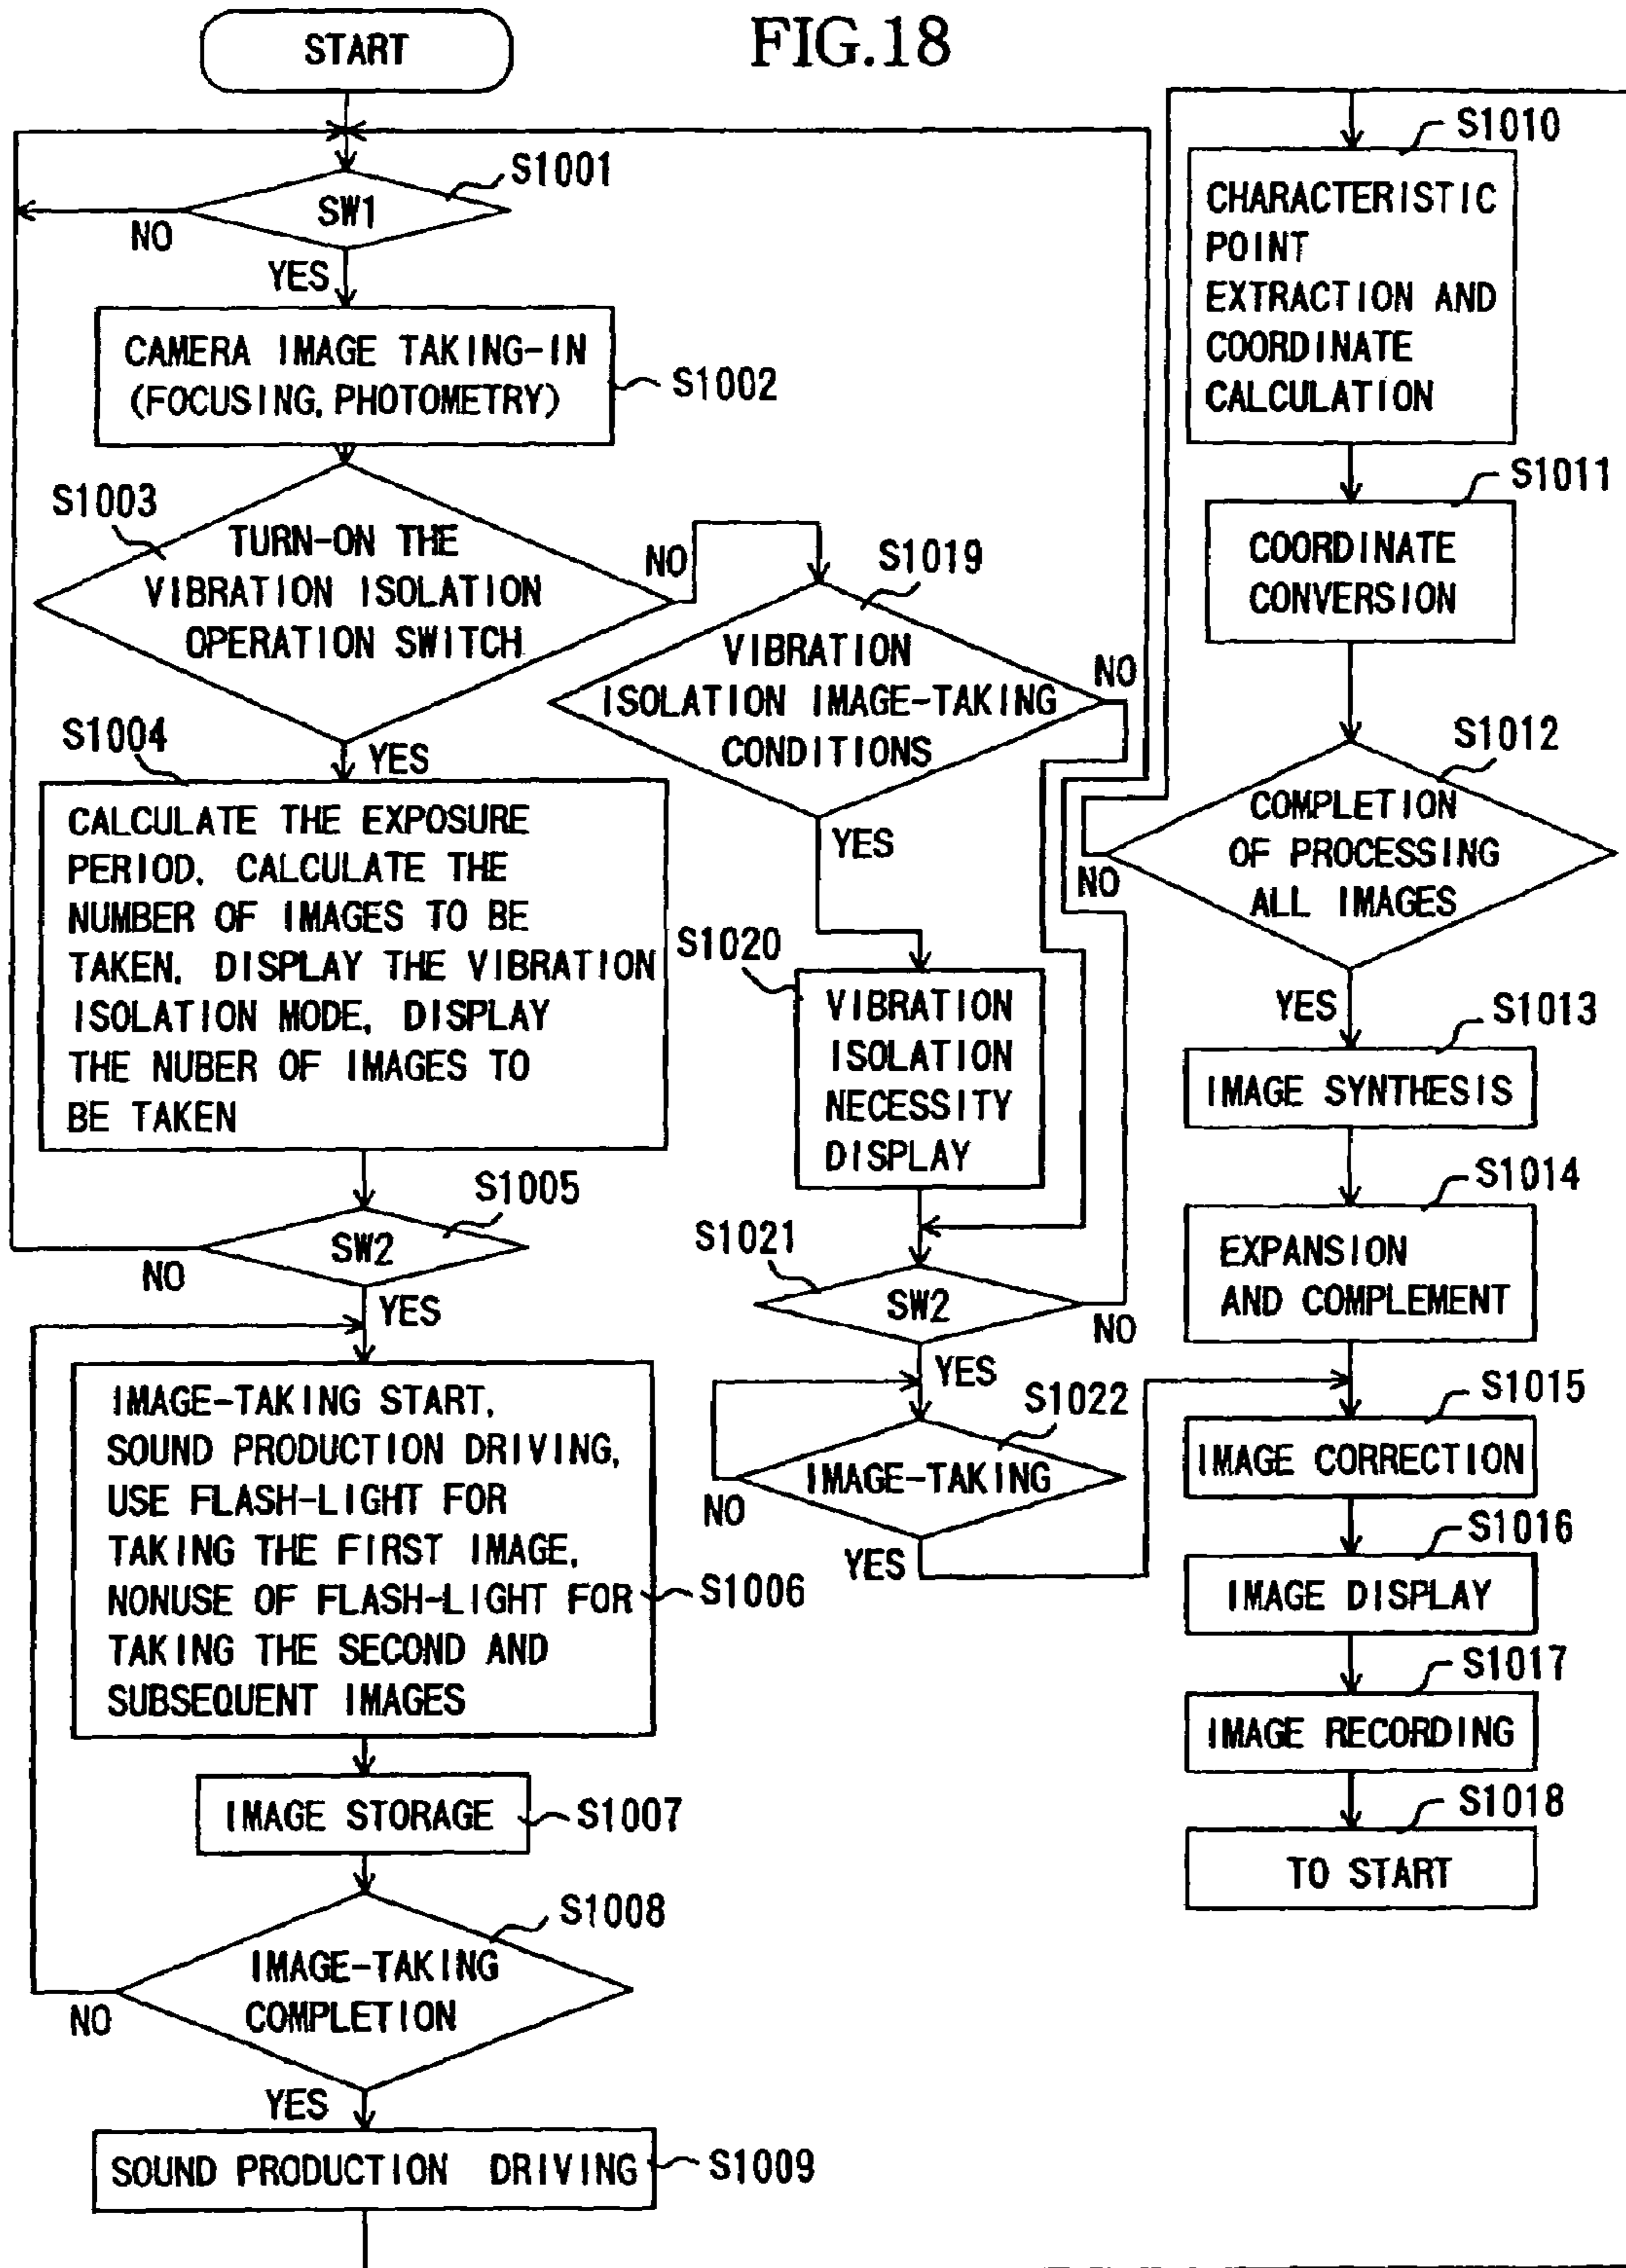 FIG.18
START
S1001
SW1
NO
YES
CAMERA IMAGE TAKING-IN
(FOCUSING, PHOTOMETRY)
S1002
S1003
TURN-ON THE
VIBRATION ISOLATION
OPERATION SWITCH
NO
YES
S1004
CALCULATE THE EXPOSURE
PERIOD, CALCULATE THE
NUMBER OF IMAGES TO BE
TAKEN, DISPLAY THE VIBRATION
ISOLATION MODE, DISPLAY
THE NUBER OF IMAGES TO
BE TAKEN
S1005
SW2
NO
YES
IMAGE-TAKING START,
SOUND PRODUCTION DRIVING,
USE FLASH-LIGHT FOR
TAKING THE FIRST IMAGE,
NONUSE OF FLASH-LIGHT FOR
TAKING THE SECOND AND
SUBSEQUENT IMAGES
S1006
IMAGE STORAGE
S1007
S1008
IMAGE-TAKING
COMPLETION
NO
YES
SOUND PRODUCTION DRIVING
S1009
S1019
VIBRATION
ISOLATION IMAGE-TAKING
CONDITIONS
NO
YES
S1020
VIBRATION
ISOLATION
NECESSITY
DISPLAY
S1021
SW2
NO
YES
S1022
IMAGE-TAKING
NO
YES
S1010
CHARACTERISTIC
POINT
EXTRACTION AND
COORDINATE
CALCULATION
S1011
COORDINATE
CONVERSION
S1012
COMPLETION
OF PROCESSING
ALL IMAGES
NO
YES
S1013
IMAGE SYNTHESIS
S1014
EXPANSION
AND COMPLEMENT
S1015
IMAGE CORRECTION
S1016
IMAGE DISPLAY
S1017
IMAGE RECORDING
S1018
TO START